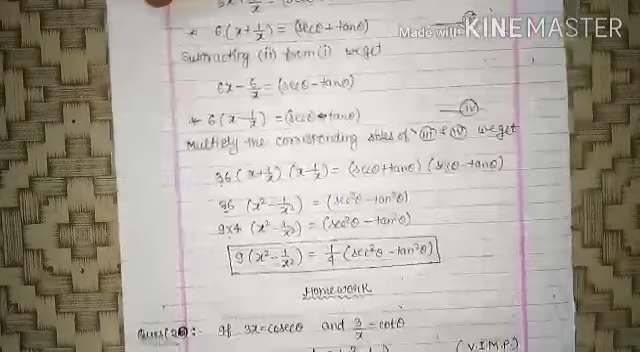 * 6(x+1/x) = (secθ+tanθ)
Made with KINEMASTER
Subtracting (ii) from (i) we get
6x - 6/x = (secθ - tanθ)
* 6(x - 1/x) = (secθ - tanθ) — (iv)
Multiply the corresponding sides of (iii) & (iv) we get
36(x+1/x)(x-1/x) = (secθ+tanθ)(secθ-tanθ)
36 (x² - 1/x²) = (sec²θ - tan²θ)
9x4 (x² - 1/x²) = (sec²θ - tan²θ)
9(x² - 1/x²) = 1/4 (sec²θ - tan²θ)
Homework
:- If 3x = cosecθ and 3/x = cotθ
(V.I.M.P.)